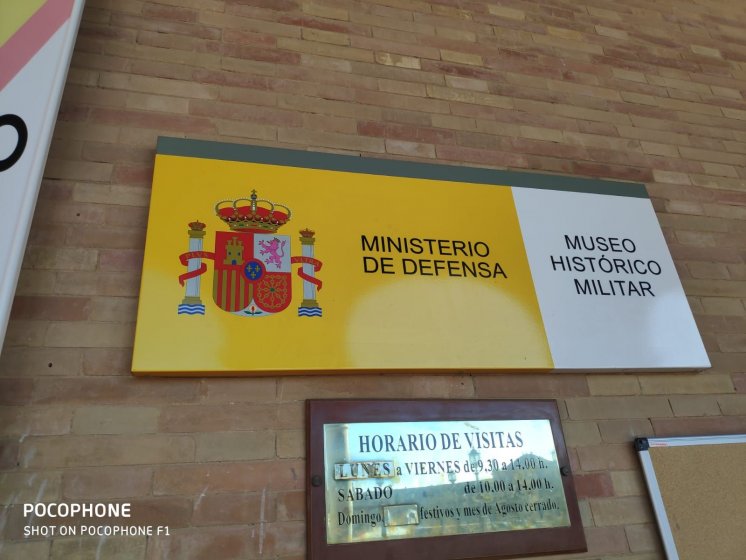 O
MINISTERIO
DE DEFENSA
MUSEO
HISTÓRICO
MILITAR
HORARIO DE VISITAS
LUNES a VIERNES de 9,30 a 14,00 h.
SÁBADO de 10,00 a 14,00 h.
Domingo, festivos y mes de Agosto cerrado.
POCOPHONE
SHOT ON POCOPHONE F1